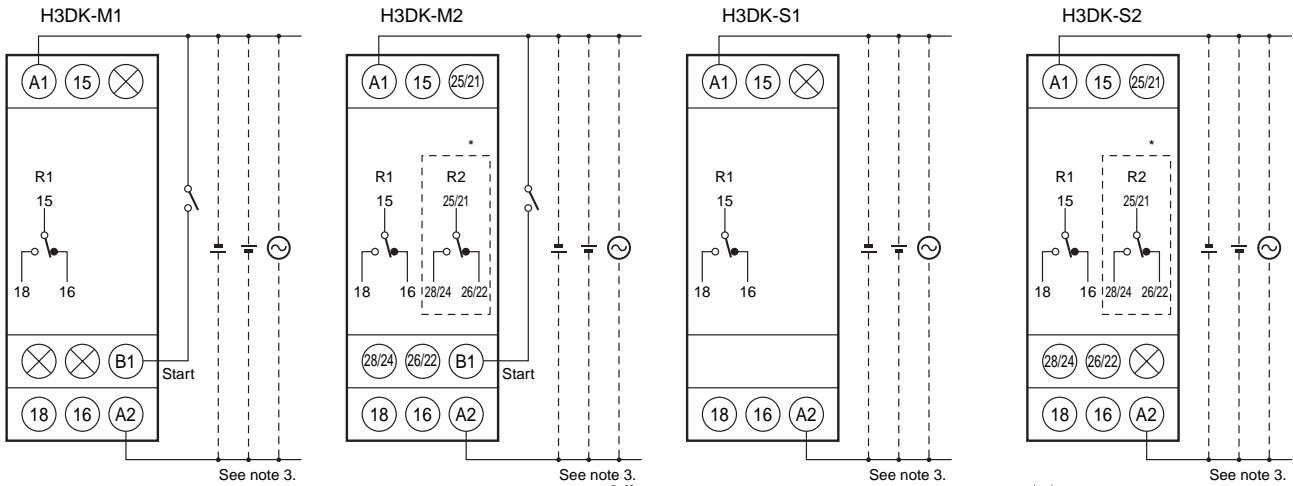 H3DK-M1
A1 15
R1
15
18 16
B1
Start
18 16 A2
See note 3.
H3DK-M2
A1 15 25/21
*
R1 R2
15 25/21
18 16 28/24 26/22
28/24 26/22 B1
Start
18 16 A2
See note 3.
H3DK-S1
A1 15
R1
15
18 16
18 16 A2
See note 3.
H3DK-S2
A1 15 25/21
*
R1 R2
15 25/21
18 16 28/24 26/22
28/24 26/22
18 16 A2
See note 3.